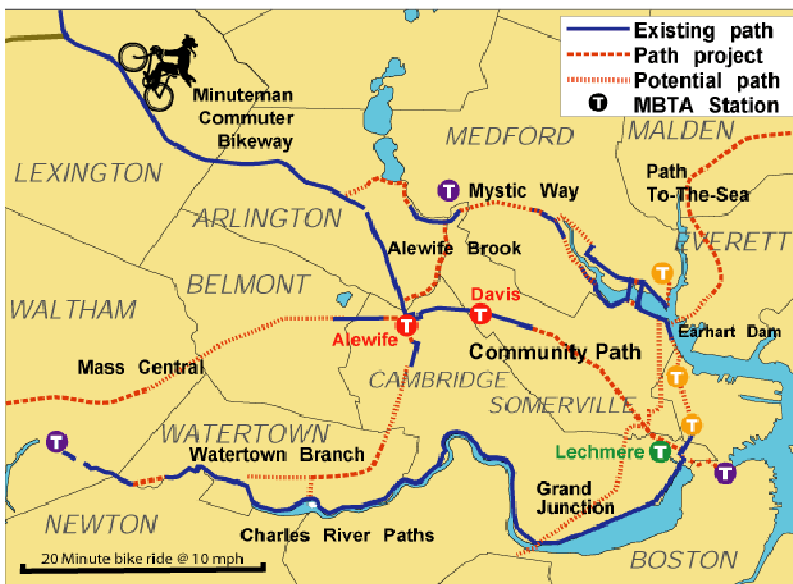 Existing path
Path project
Potential path
T MBTA Station
Minuteman
Commuter
Bikeway
MEDFORD
MALDEN
LEXINGTON
Path
To-The-Sea
T
Mystic Way
ARLINGTON
EVERETT
Alewife Brook
BELMONT
T
Davis
WALTHAM
T
T
Alewife
Earhart Dam
Community Path
Mass Central
CAMBRIDGE
T
SOMERVILLE
WATERTOWN
T
T
Watertown Branch
Lechmere
T
T
Grand
Junction
NEWTON
Charles River Paths
20 Minute bike ride @ 10 mph
BOSTON